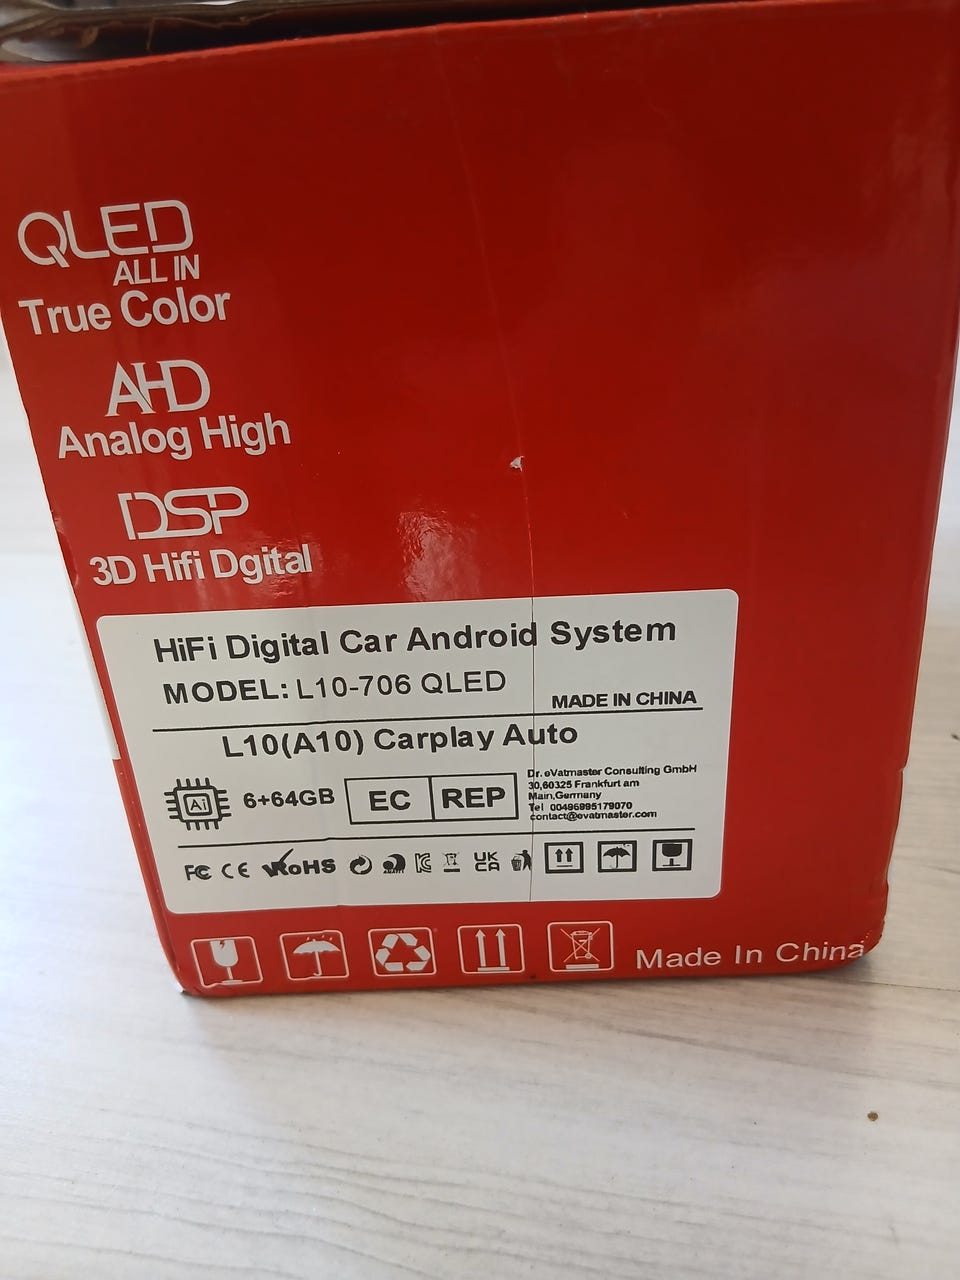 QLED
ALL IN
True Color
AHD
Analog High
DSP
3D Hifi Dgital
HiFi Digital Car Android System
MODEL: L10-706 QLED
MADE IN CHINA
L10(A10) Carplay Auto
Ai
6+64GB
EC REP
Dr. eVatmaster Consulting GmbH
30,60325 Frankfurt am
Main,Germany
Tel 00496995179070
contact@evatmaster.com
FC CE RoHS UK
CA
Made In China